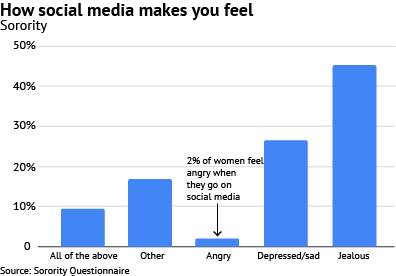 How social media makes you feel
Sorority
50%
40%
30%
20%
10%
0
2% of women feel
angry when
they go on
social media
All of the above
Other
Angry
Depressed/sad
Jealous
Source: Sorority Questionnaire